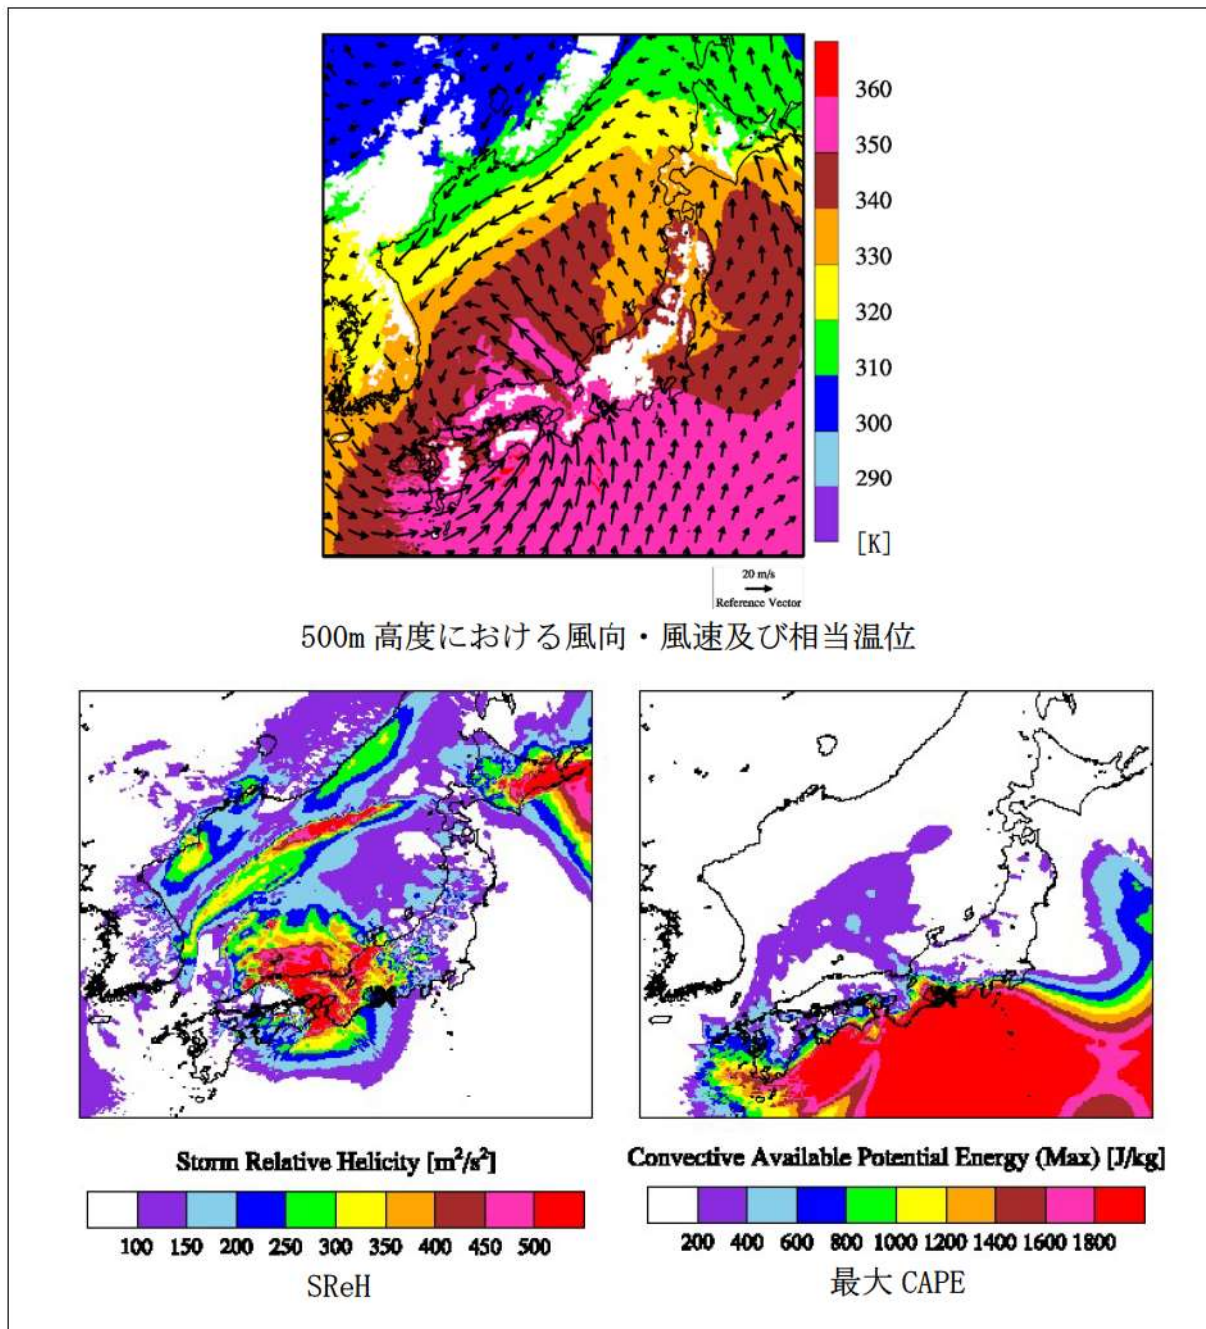 360
350
340
330
320
310
300
290
[K]
20 m/s
Reference Vector
500m 高度における風向・風速及び相当温位
Storm Relative Helicity [m²/s²]
100 150 200 250 300 350 400 450 500
SReH
Convective Available Potential Energy (Max) [J/kg]
200 400 600 800 1000 1200 1400 1600 1800
最大 CAPE